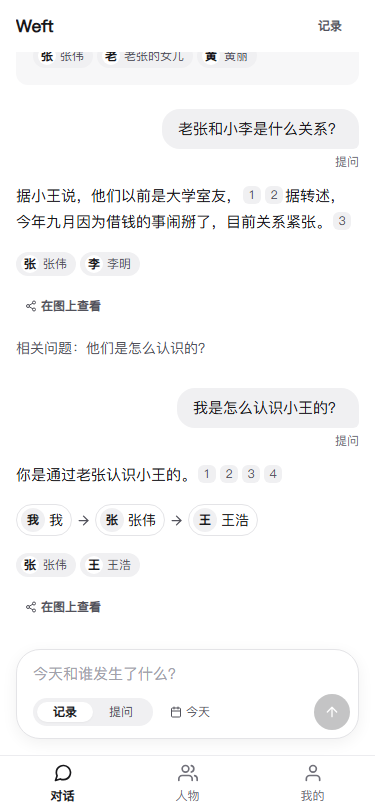 Weft 记录
张 张伟 老 老张的女儿 黄 黄丽
老张和小李是什么关系？
提问
据小王说，他们以前是大学室友， 1 2 据转述，
今年九月因为借钱的事闹掰了，目前关系紧张。 3
张 张伟 李 李明
在图上查看
相关问题：他们是怎么认识的？
我是怎么认识小王的？
提问
你是通过老张认识小王的。 1 2 3 4
我 我 → 张 张伟 → 王 王浩
张 张伟 王 王浩
在图上查看
今天和谁发生了什么？
记录 提问 今天
对话 人物 我的